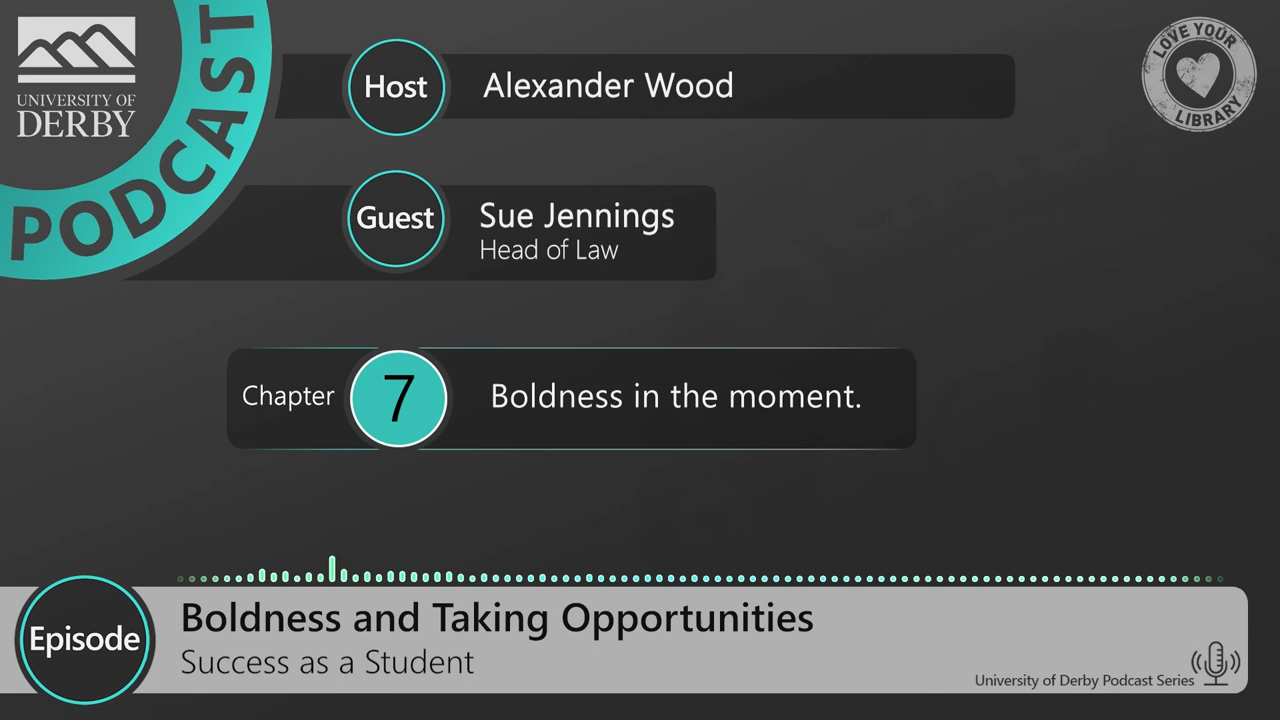 UNIVERSITY OF
DERBY
PODCAST
Host
Alexander Wood
LOVE YOUR
LIBRARY
Guest
Sue Jennings
Head of Law
Chapter
7
Boldness in the moment.
Episode
Boldness and Taking Opportunities
Success as a Student
University of Derby Podcast Series